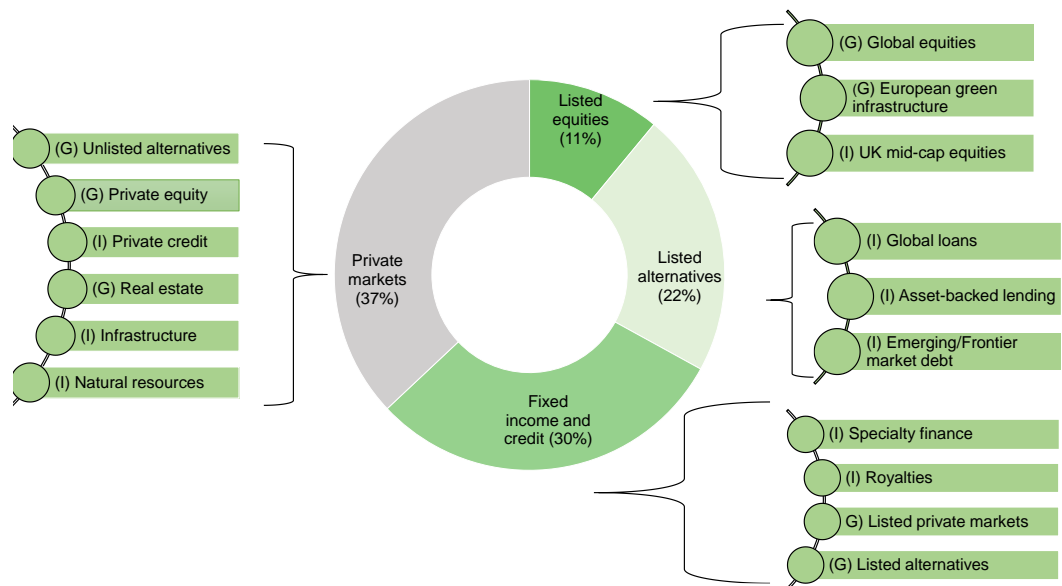 (G) Unlisted alternatives
(G) Private equity
(I) Private credit
(G) Real estate
(I) Infrastructure
(I) Natural resources
Private
markets
(37%)
Listed
equities
(11%)
Listed
alternatives
(22%)
Fixed
income and
credit (30%)
(G) Global equities
(G) European green
infrastructure
(I) UK mid-cap equities
(I) Global loans
(I) Asset-backed lending
(I) Emerging/Frontier
market debt
(I) Specialty finance
(I) Royalties
G) Listed private markets
(G) Listed alternatives